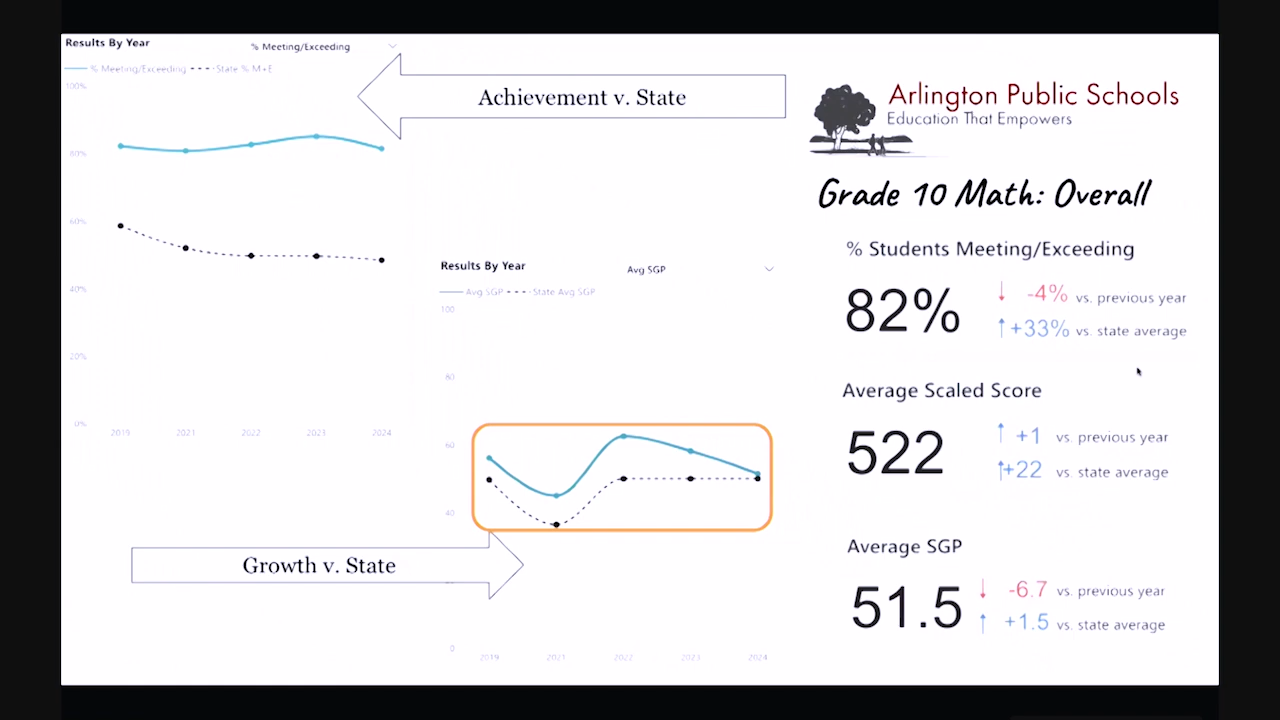 Results By Year
% Meeting/Exceeding
% Meeting/Exceeding State % M+E
100%
80%
60%
40%
20%
0%
2019 2021 2022 2023 2024
Achievement v. State
Results By Year
Avg SGP
Avg SGP State Avg SGP
100
80
60
40
0
2019 2021 2022 2023 2024
Growth v. State
Arlington Public Schools
Education That Empowers
Grade 10 Math: Overall
% Students Meeting/Exceeding
82%
-4% vs. previous year
+33% vs. state average
Average Scaled Score
522
+1 vs. previous year
+22 vs. state average
Average SGP
51.5
-6.7 vs. previous year
+1.5 vs. state average